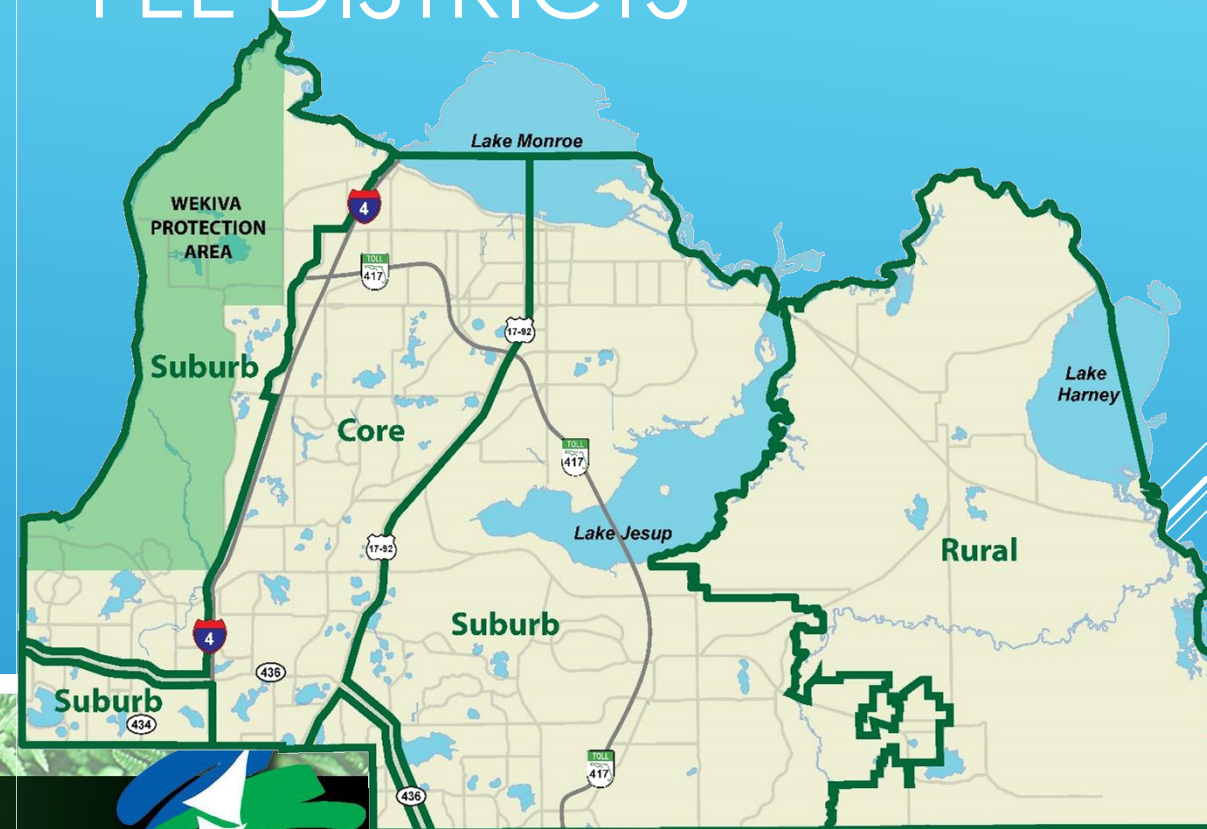 DISTRICTS
Lake Monroe
WEKIVA
PROTECTION
AREA
4
TOLL
417
17-92
Suburb
Lake
Harney
Core
TOLL
417
Lake Jesup
17-92
Rural
Suburb
4
436
Suburb
434
TOLL
417
436